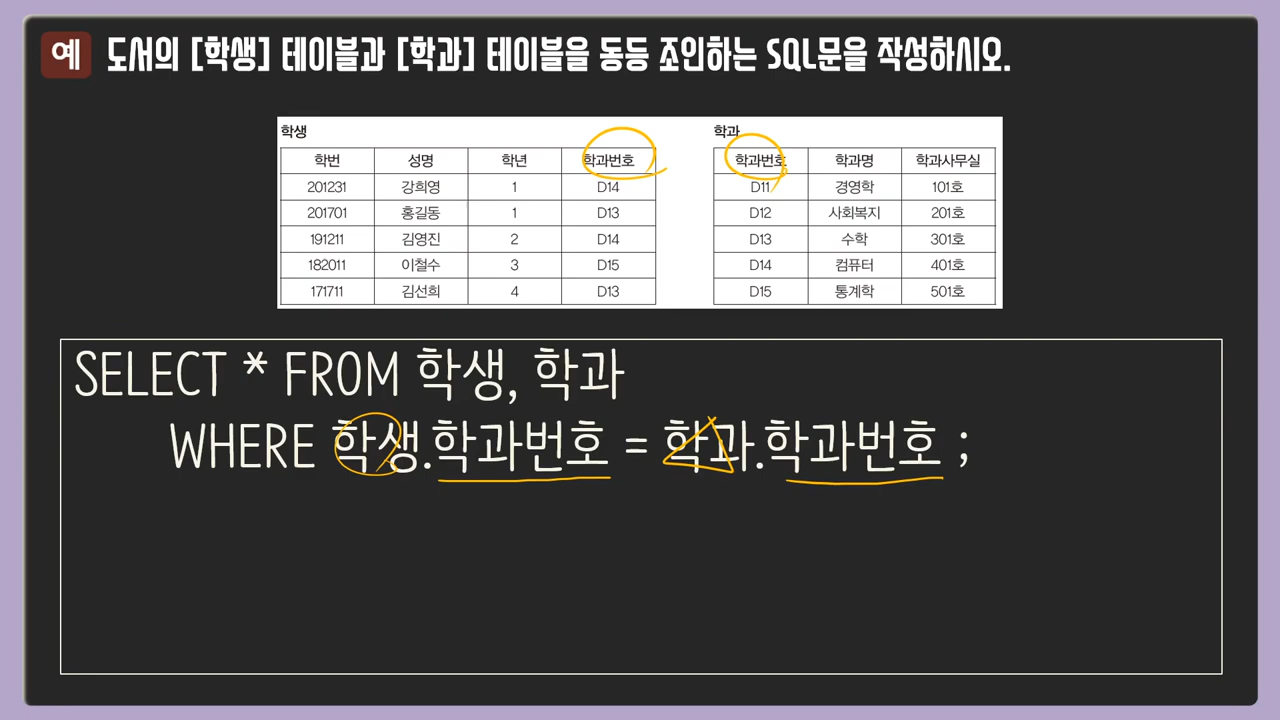 예 도서의 [학생] 테이블과 [학과] 테이블을 동등 조인하는 SQL문을 작성하시오.
학생
학번 성명 학년 학과번호
201231 강희영 1 D14
201701 홍길동 1 D13
191211 김영진 2 D14
182011 이철수 3 D15
171711 김선희 4 D13
학과
학과번호 학과명 학과사무실
D11 경영학 101호
D12 사회복지 201호
D13 수학 301호
D14 컴퓨터 401호
D15 통계학 501호
SELECT * FROM 학생, 학과
WHERE 학생.학과번호 = 학과.학과번호 ;